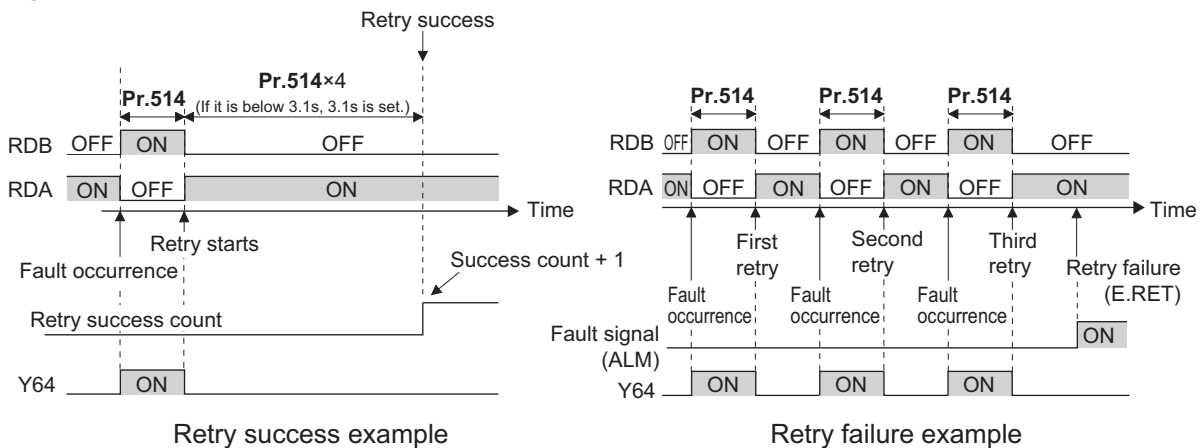 Retry success
Pr.514
Pr.514×4
(If it is below 3.1s, 3.1s is set.)
RDB OFF ON OFF
RDA ON OFF ON
Time
Retry starts
Fault occurrence
Success count + 1
Retry success count
Y64 ON
Retry success example
Pr.514 Pr.514 Pr.514
RDB OFF ON OFF ON OFF ON OFF
RDA ON OFF ON OFF ON OFF ON
Time
First
retry
Second
retry
Third
retry
Retry failure
(E.RET)
Fault
occurrence
Fault
occurrence
Fault
occurrence
Fault signal
(ALM)
ON
Y64 ON ON ON
Retry failure example